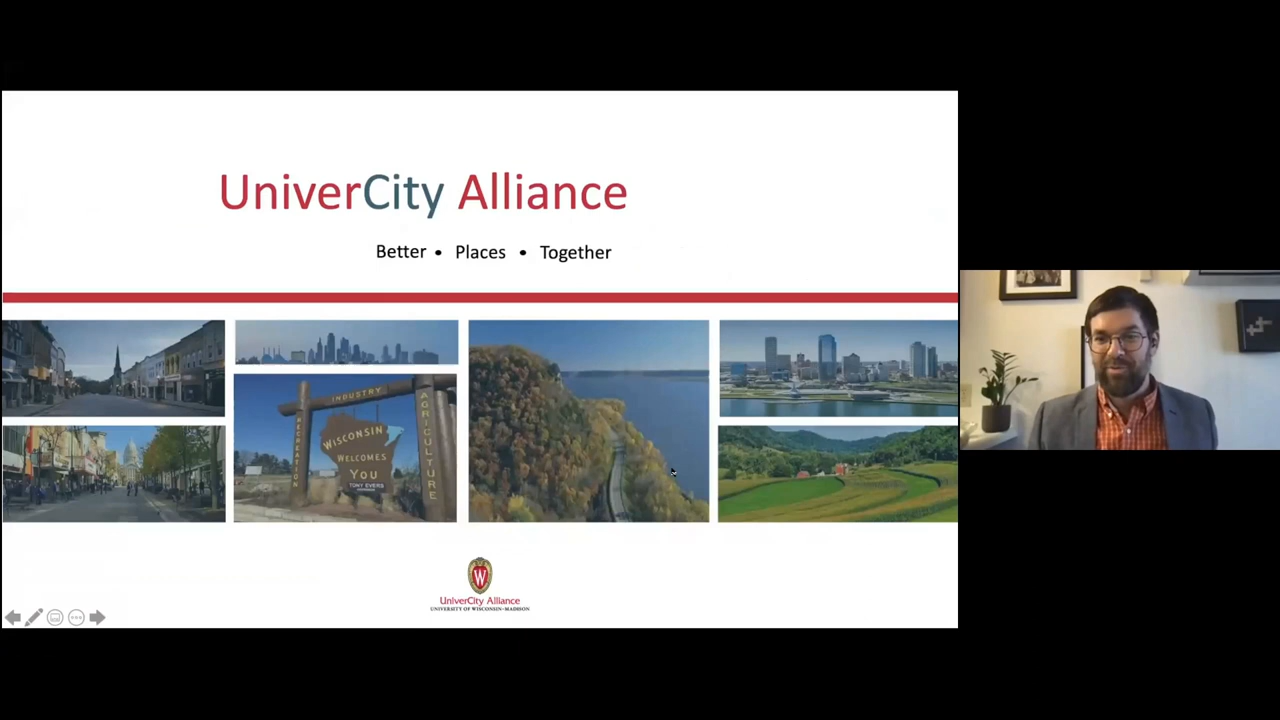 UniverCity Alliance
Better • Places • Together
INDUSTRY
RECREATION
WISCONSIN
WELCOMES
YOU
TONY EVERS
AGRICULTURE
W
UniverCity Alliance
UNIVERSITY OF WISCONSIN–MADISON